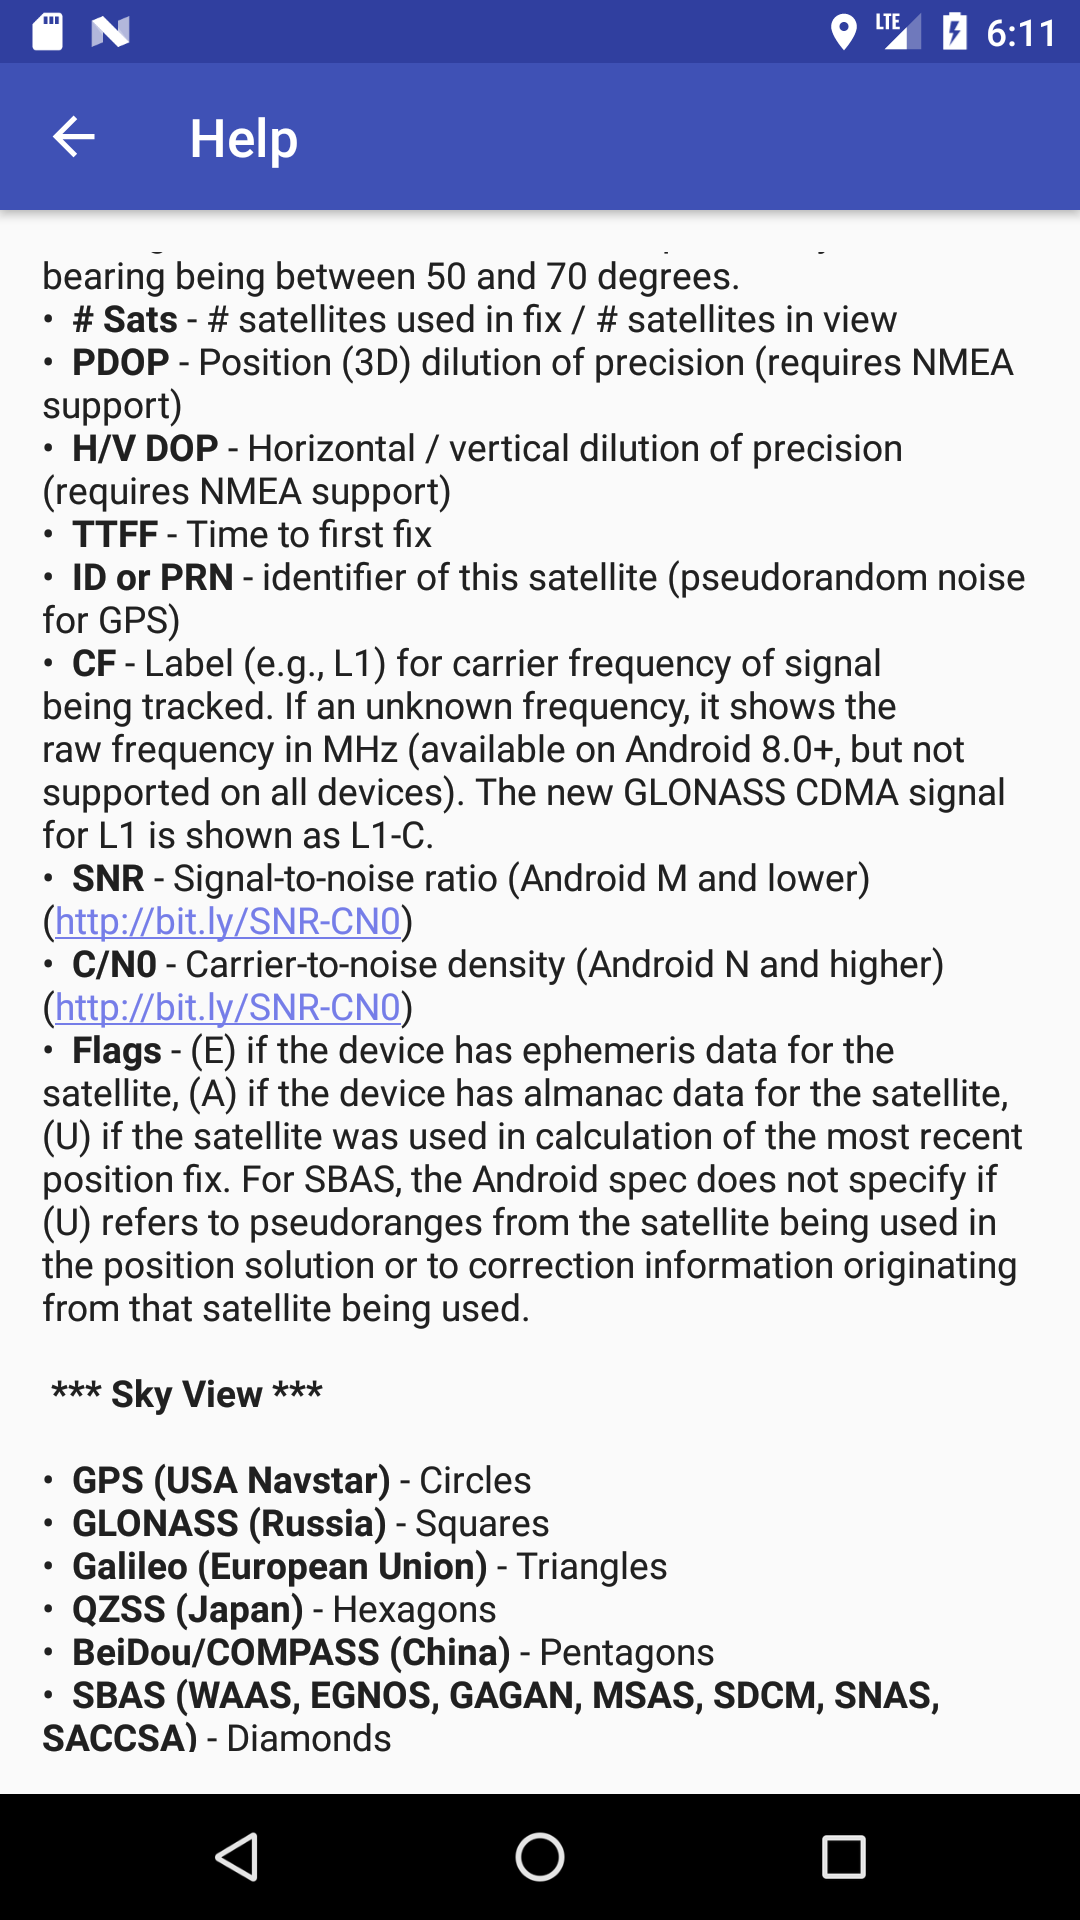 LTE 6:11
Help
bearing being between 50 and 70 degrees.
• # Sats - # satellites used in fix / # satellites in view
• PDOP - Position (3D) dilution of precision (requires NMEA
support)
• H/V DOP - Horizontal / vertical dilution of precision
(requires NMEA support)
• TTFF - Time to first fix
• ID or PRN - identifier of this satellite (pseudorandom noise
for GPS)
• CF - Label (e.g., L1) for carrier frequency of signal
being tracked. If an unknown frequency, it shows the
raw frequency in MHz (available on Android 8.0+, but not
supported on all devices). The new GLONASS CDMA signal
for L1 is shown as L1-C.
• SNR - Signal-to-noise ratio (Android M and lower)
(http://bit.ly/SNR-CN0)
• C/N0 - Carrier-to-noise density (Android N and higher)
(http://bit.ly/SNR-CN0)
• Flags - (E) if the device has ephemeris data for the
satellite, (A) if the device has almanac data for the satellite,
(U) if the satellite was used in calculation of the most recent
position fix. For SBAS, the Android spec does not specify if
(U) refers to pseudoranges from the satellite being used in
the position solution or to correction information originating
from that satellite being used.
*** Sky View ***
• GPS (USA Navstar) - Circles
• GLONASS (Russia) - Squares
• Galileo (European Union) - Triangles
• QZSS (Japan) - Hexagons
• BeiDou/COMPASS (China) - Pentagons
• SBAS (WAAS, EGNOS, GAGAN, MSAS, SDCM, SNAS,
SACCSA) - Diamonds